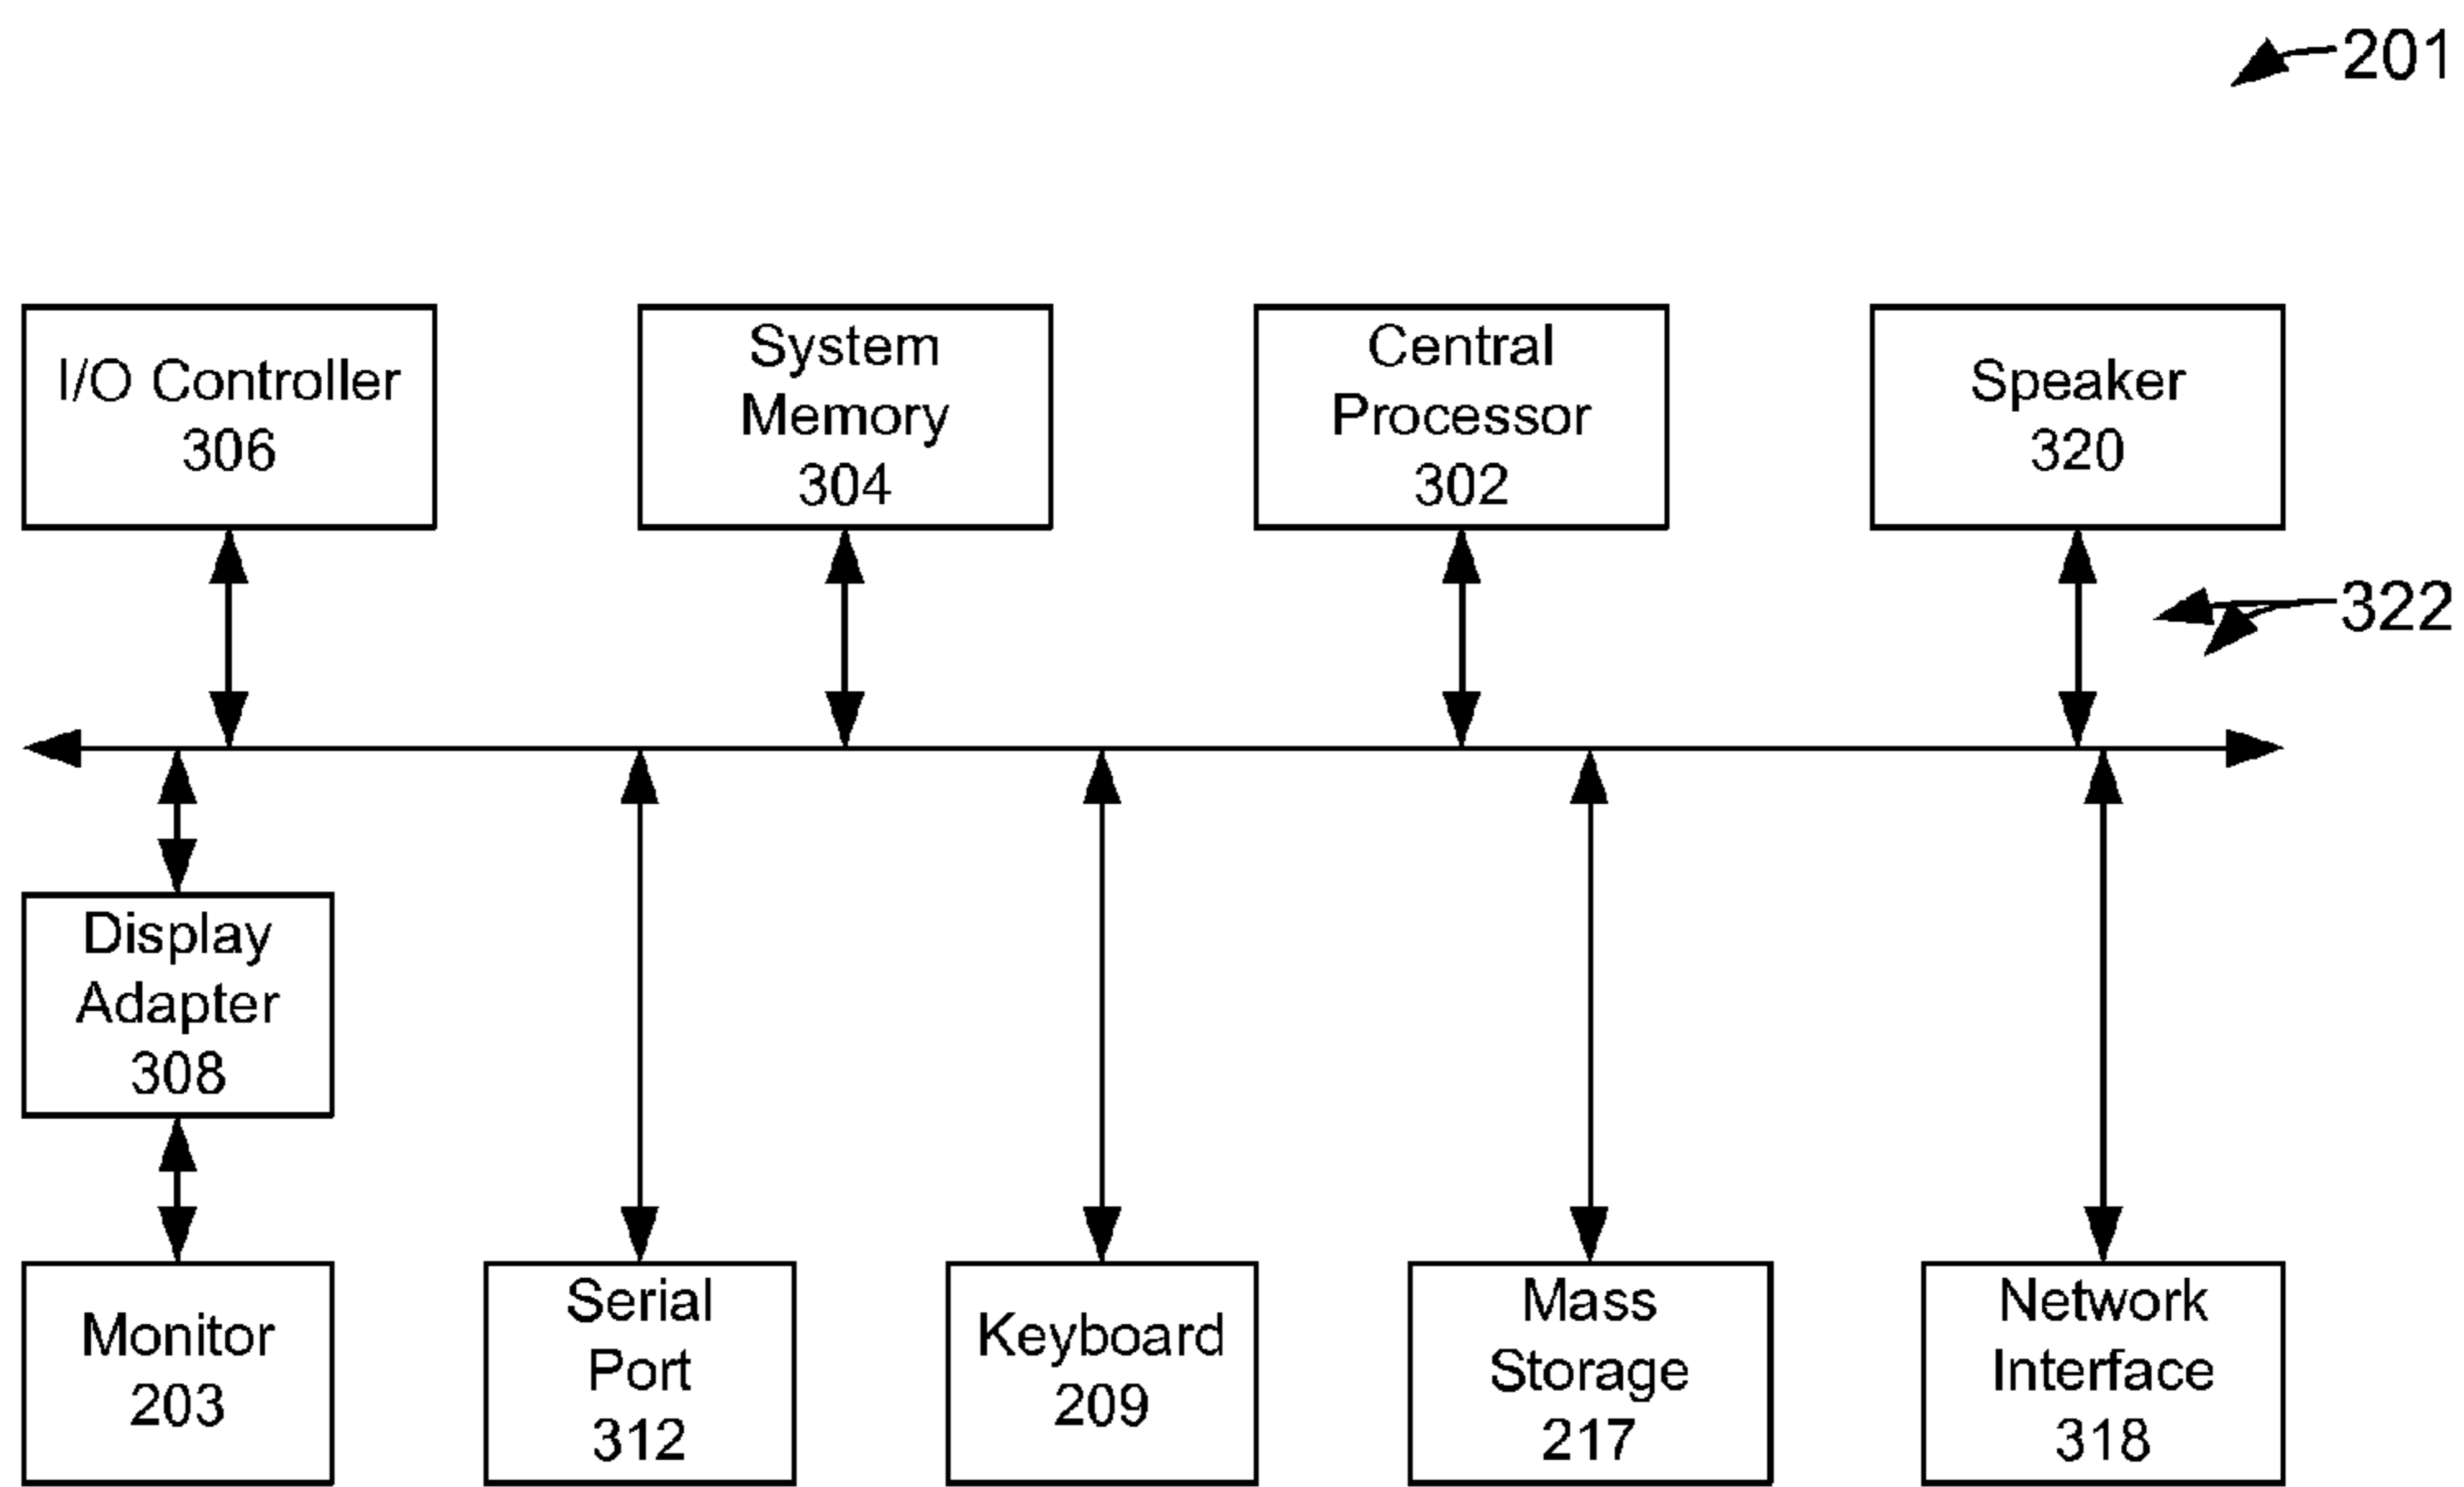 201
I/O Controller
306
System
Memory
304
Central
Processor
302
Speaker
320
322
Display
Adapter
308
Monitor
203
Serial
Port
312
Keyboard
209
Mass
Storage
217
Network
Interface
318